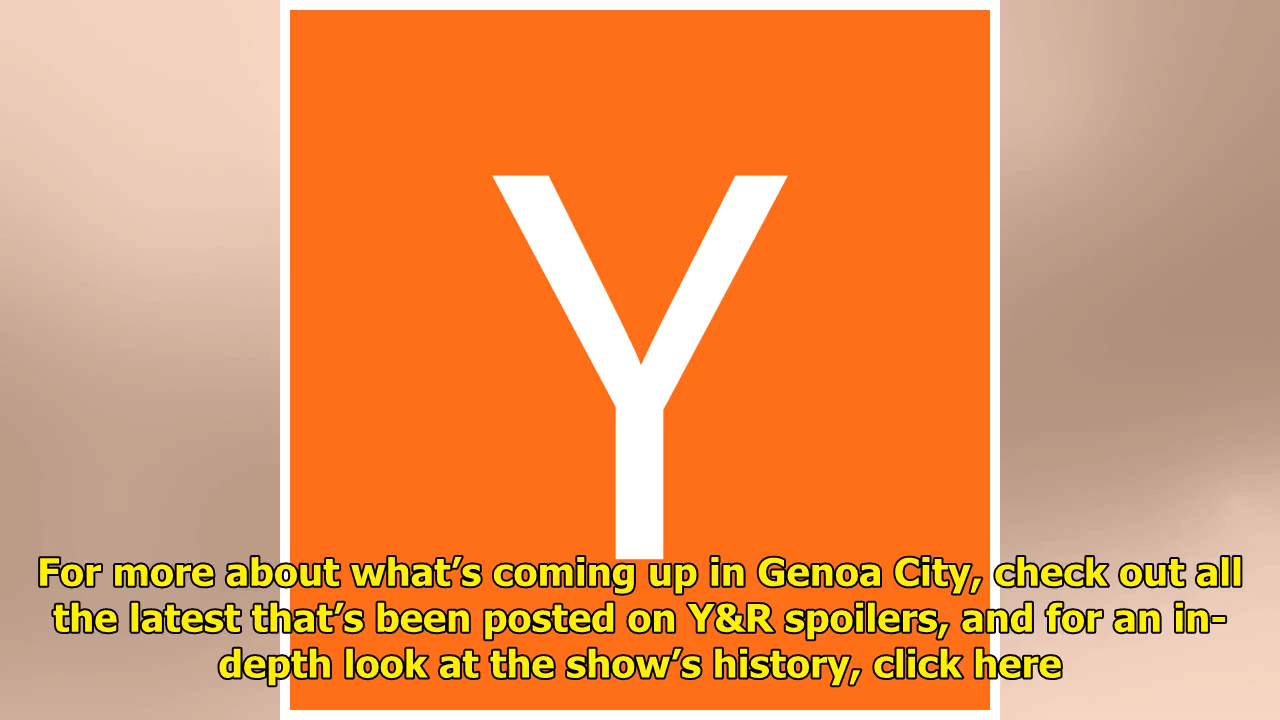 Y
For more about what’s coming up in Genoa City, check out all
the latest that’s been posted on Y&R spoilers, and for an in-
depth look at the show’s history, click here